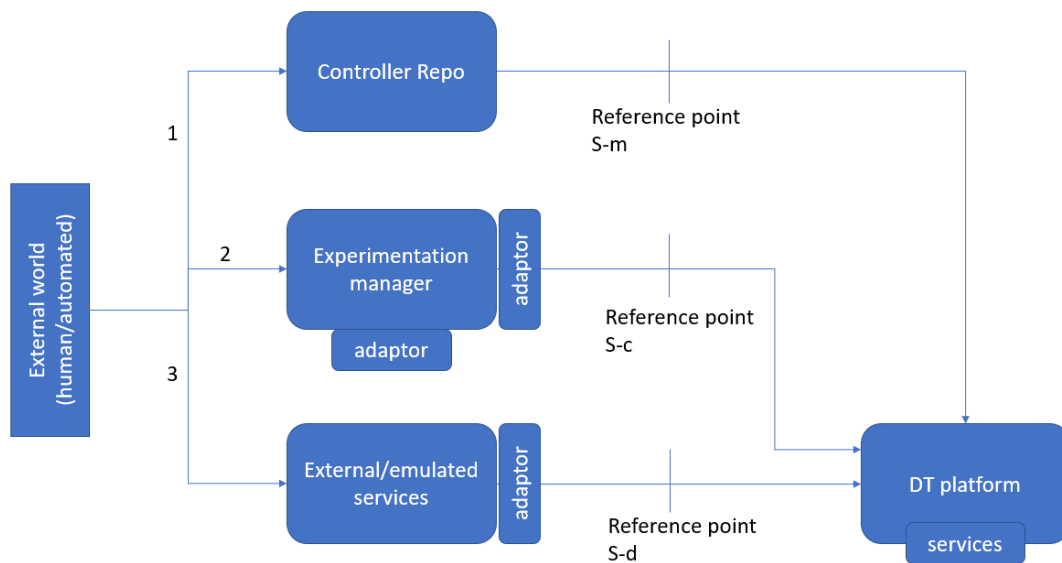 Controller Repo
Reference point
S-m
1
External world
(human/automated)
2
Experimentation
manager
adaptor
adaptor
Reference point
S-c
3
External/emulated
services
adaptor
Reference point
S-d
DT platform
services